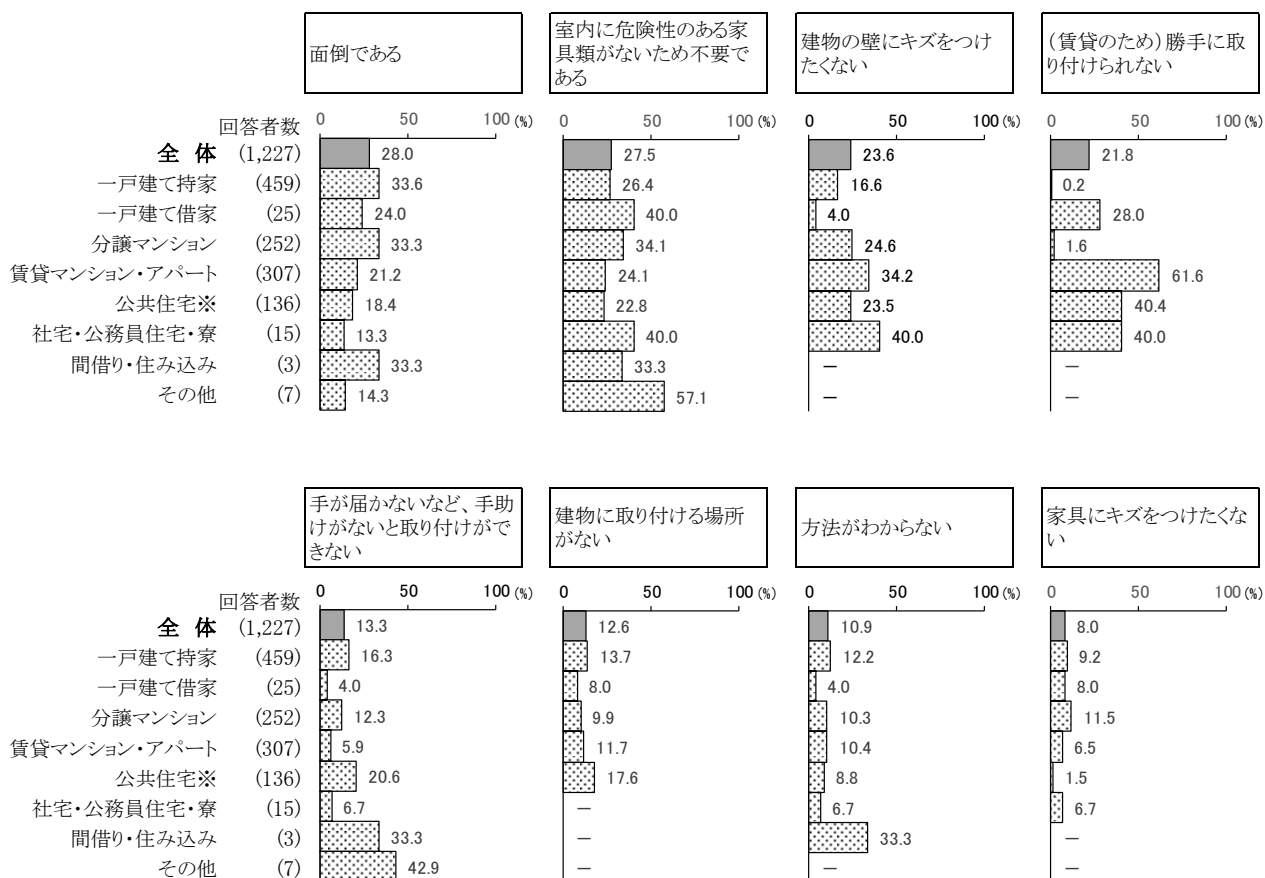 面倒である
室内に危険性のある家
具類がないため不要で
ある
建物の壁にキズをつけ
たくない
(賃貸のため)勝手に取
り付けられない
回答者数 0 50 100 (%) 0 50 100 (%) 0 50 100 (%) 0 50 100 (%)
全 体 (1,227) 28.0 27.5 23.6 21.8
一戸建て持家 (459) 33.6 26.4 16.6 0.2
一戸建て借家 (25) 24.0 40.0 4.0 28.0
分譲マンション (252) 33.3 34.1 24.6 1.6
賃貸マンション・アパート (307) 21.2 24.1 34.2 61.6
公共住宅※ (136) 18.4 22.8 23.5 40.4
社宅・公務員住宅・寮 (15) 13.3 40.0 40.0 40.0
間借り・住み込み (3) 33.3 33.3 － －
その他 (7) 14.3 57.1 － －
手が届かないなど、手助
けがないと取り付けがで
きない
建物に取り付ける場所
がない
方法がわからない
家具にキズをつけたくな
い
回答者数 0 50 100 (%) 0 50 100 (%) 0 50 100 (%) 0 50 100 (%)
全 体 (1,227) 13.3 12.6 10.9 8.0
一戸建て持家 (459) 16.3 13.7 12.2 9.2
一戸建て借家 (25) 4.0 8.0 4.0 8.0
分譲マンション (252) 12.3 9.9 10.3 11.5
賃貸マンション・アパート (307) 5.9 11.7 10.4 6.5
公共住宅※ (136) 20.6 17.6 8.8 1.5
社宅・公務員住宅・寮 (15) 6.7 － 6.7 6.7
間借り・住み込み (3) 33.3 － 33.3 －
その他 (7) 42.9 － － －